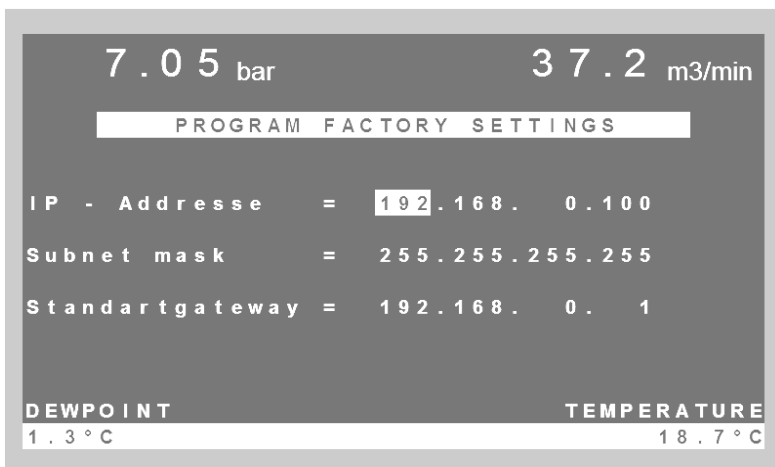 7.05 bar 37.2 m3/min
PROGRAM FACTORY SETTINGS
IP - Addresse = 192.168. 0.100
Subnet mask = 255.255.255.255
Standartgateway = 192.168. 0. 1
DEWPOINT TEMPERATURE
1.3°C 18.7°C